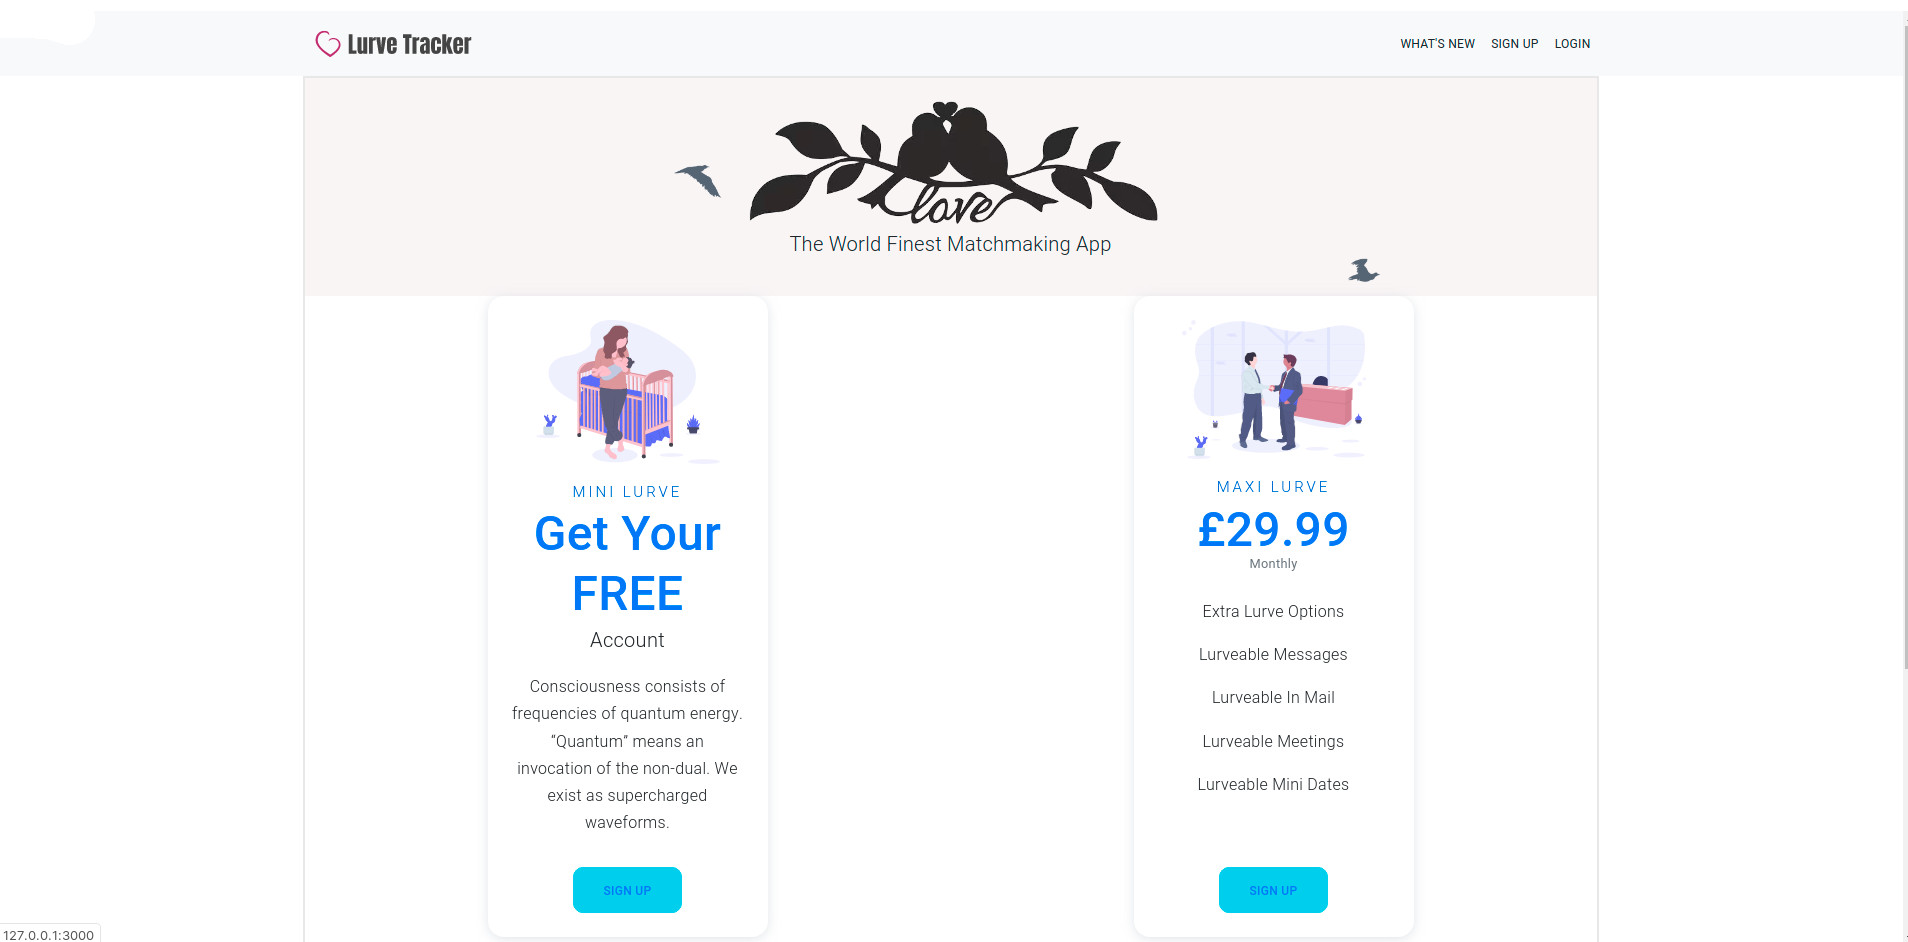 Lurve Tracker
WHAT'S NEW SIGN UP LOGIN
love
The World Finest Matchmaking App
MINI LURVE
Get Your
FREE
Account
Consciousness consists of
frequencies of quantum energy.
“Quantum” means an
invocation of the non-dual. We
exist as supercharged
waveforms.
SIGN UP
MAXI LURVE
£29.99
Monthly
Extra Lurve Options
Lurveable Messages
Lurveable In Mail
Lurveable Meetings
Lurveable Mini Dates
SIGN UP
127.0.0.1:3000